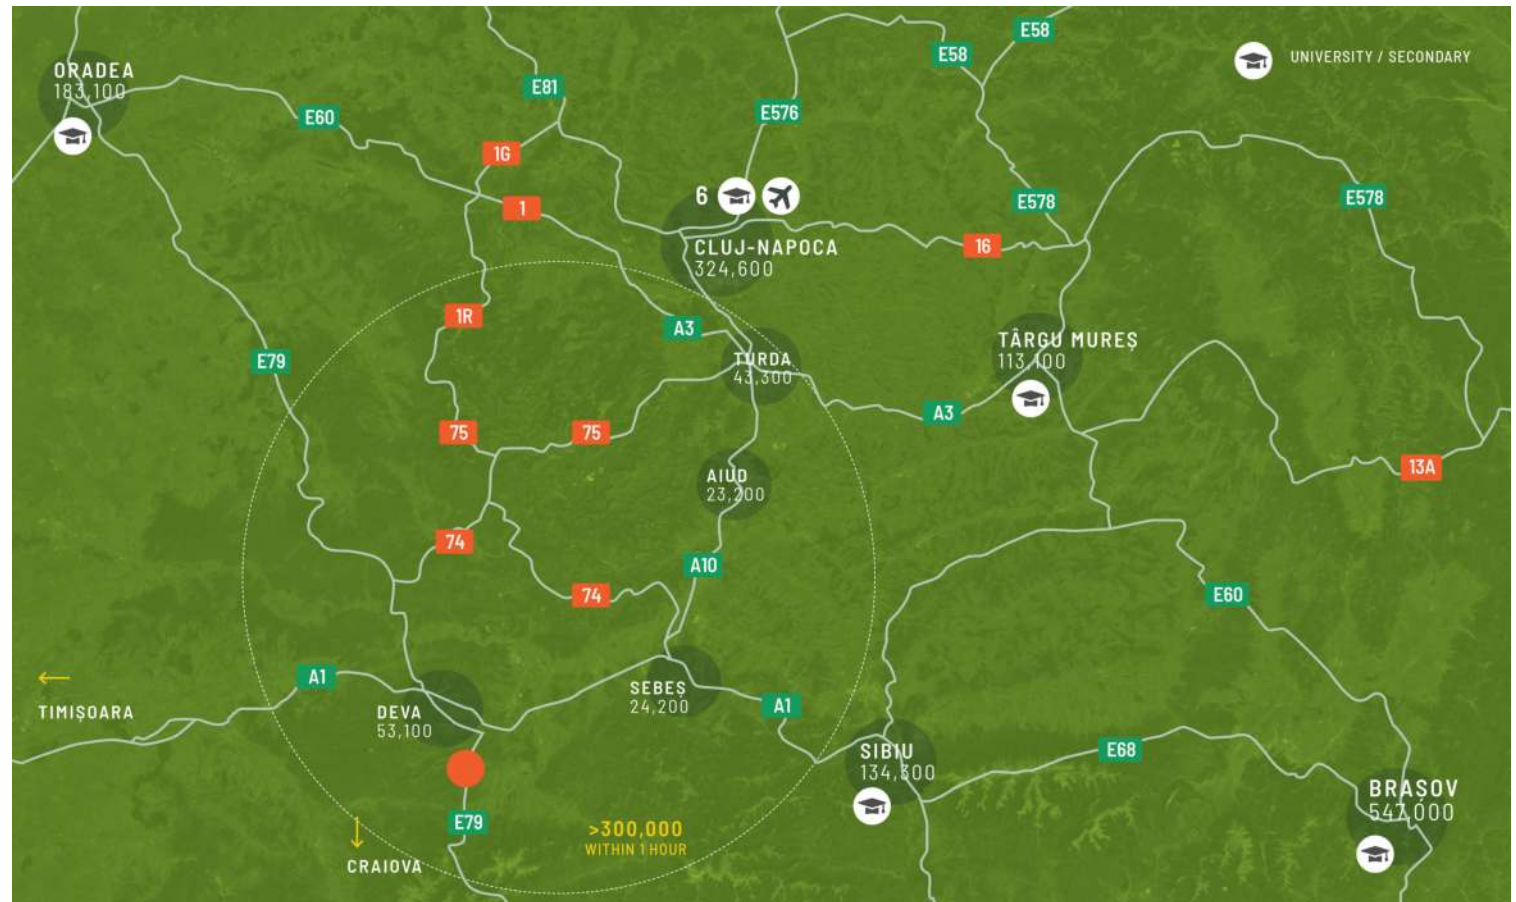 E58
E58
UNIVERSITY / SECONDARY
ORADEA
183,100
E81
E60
E576
1G
6
1
E578
E578
CLUJ-NAPOCA
324,600
16
1R
A3
TÂRGU MUREȘ
113,100
TURDA
43,300
E79
A3
75
75
13A
AIUD
23,200
74
A10
74
E60
A1
TIMIȘOARA
DEVA
53,100
SEBEȘ
24,200
A1
SIBIU
134,300
E68
BRAȘOV
547,000
E79
>300,000
WITHIN 1 HOUR
CRAIOVA